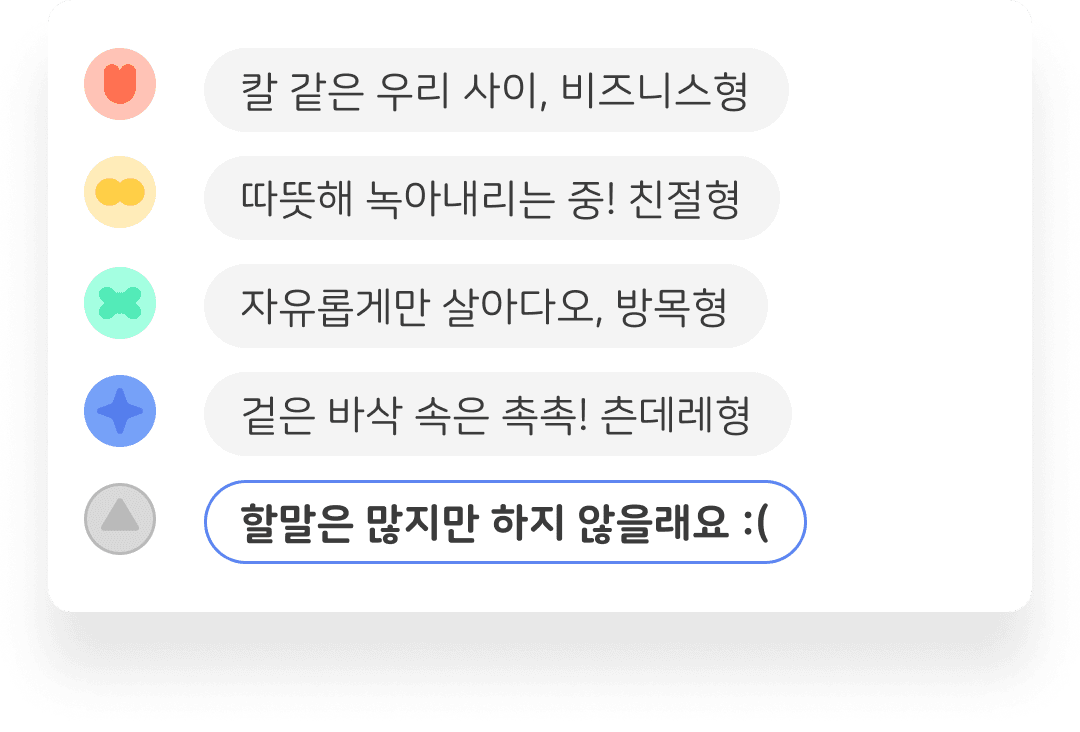 칼 같은 우리 사이, 비즈니스형
따뜻해 녹아내리는 중! 친절형
자유롭게만 살아다오, 방목형
겉은 바삭 속은 촉촉! 츤데레형
할말은 많지만 하지 않을래요 :(